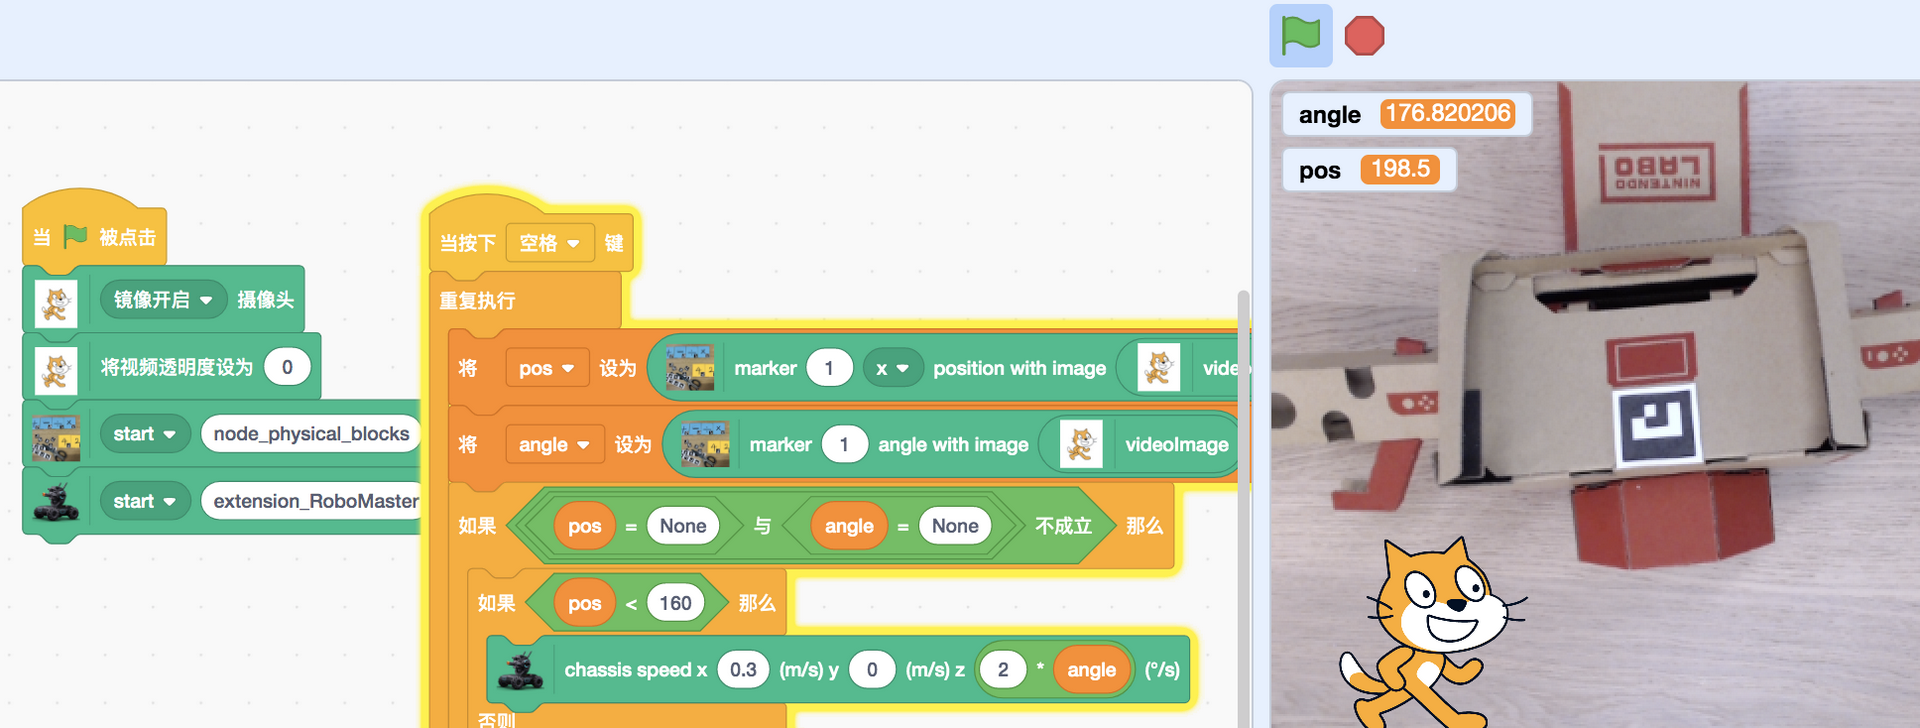 当 被点击
镜像开启 摄像头
将视频透明度设为 0
start node_physical_blocks
start extension_RoboMaster
当按下 空格 键
重复执行
将 pos 设为 marker 1 x position with image
将 angle 设为 marker 1 angle with image videoImage
如果 pos = None 与 angle = None 不成立 那么
如果 pos < 160 那么
chassis speed x 0.3 (m/s) y 0 (m/s) z 2 * angle (°/s)
否则
angle 176.820206
pos 198.5
NINTENDO
LABO